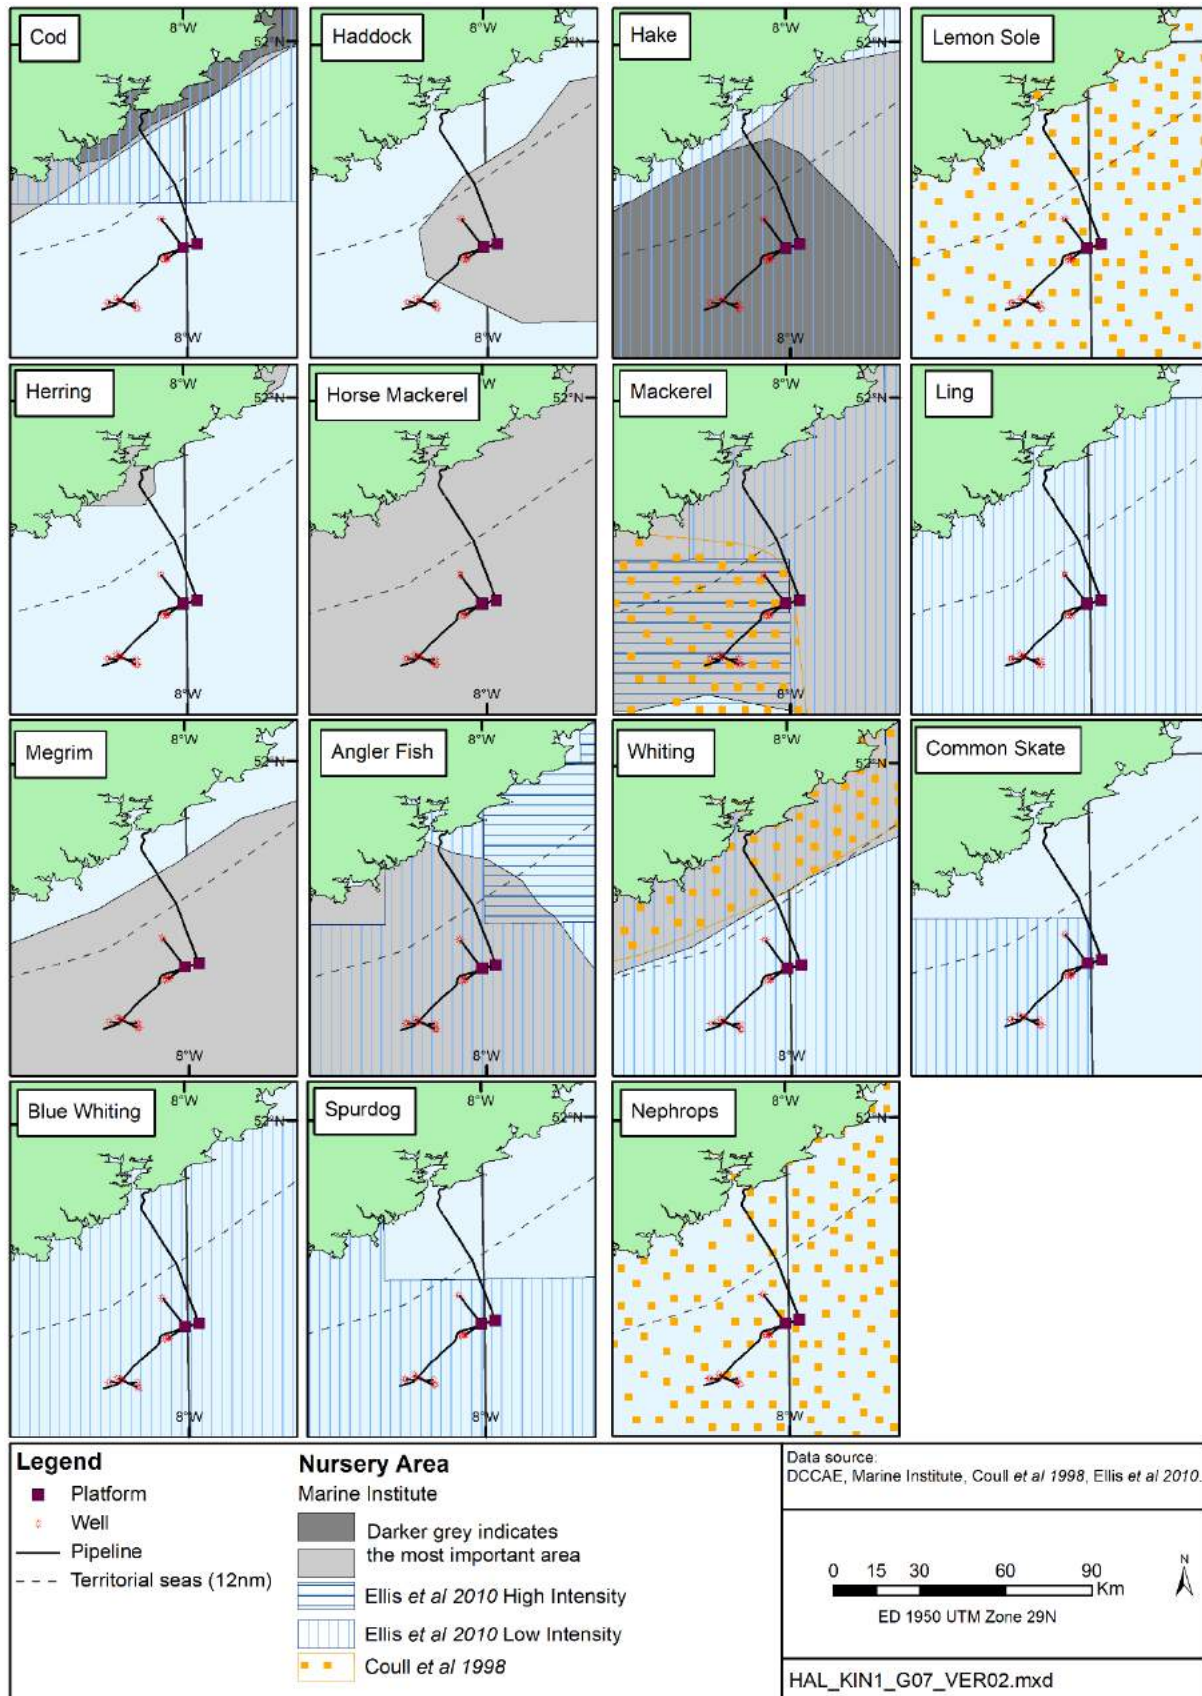 Cod
8°W
52°N
8°W
Haddock
8°W
8°W
Hake
8°W
52°N
8°W
Lemon Sole
Herring
8°W
52°N
8°W
Horse Mackerel
Mackerel
8°W
52°N
8°W
Ling
Megrim
8°W
52°N
8°W
Angler Fish
8°W
8°W
Whiting
8°W
52°N
8°W
Common Skate
Blue Whiting
8°W
52°N
8°W
Spurdog
8°W
8°W
Nephrops
8°W
52°N
8°W
Legend
Platform
Well
Pipeline
Territorial seas (12nm)
Nursery Area
Marine Institute
Darker grey indicates
the most important area
Ellis et al 2010 High Intensity
Ellis et al 2010 Low Intensity
Coull et al 1998
Data source:
DCCAE, Marine Institute, Coull et al 1998, Ellis et al 2010.
0 15 30 60 90
Km
N
ED 1950 UTM Zone 29N
HAL_KIN1_G07_VER02.mxd